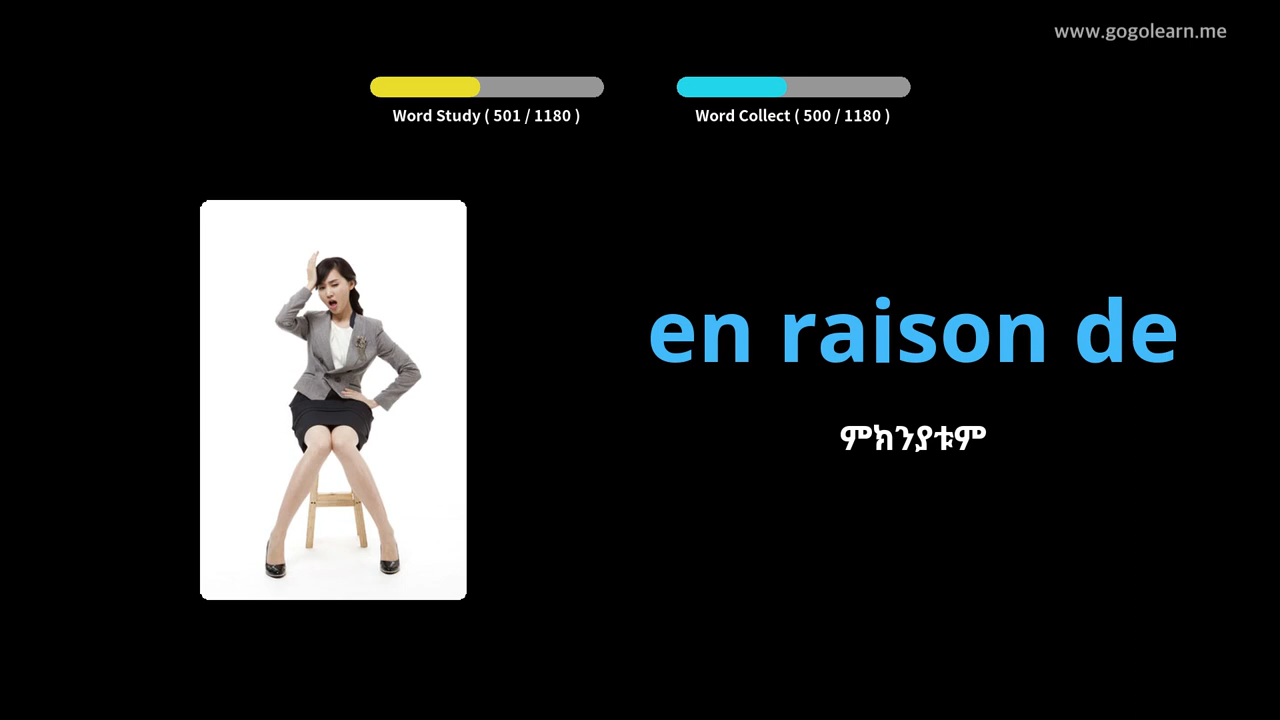 www.gogolearn.me
Word Study ( 501 / 1180 )
Word Collect ( 500 / 1180 )
en raison de
ምክንያቱም